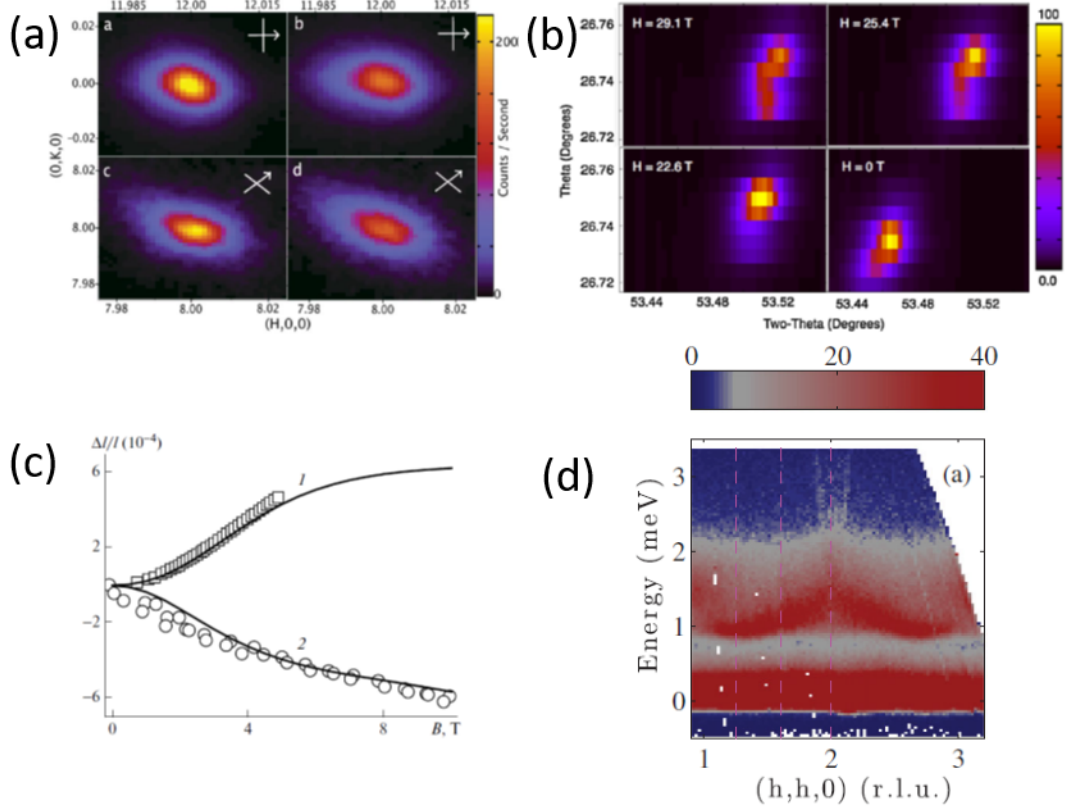 (a)
11.985 12.00 12.015 11.985 12.00 12.015
a b
0.02
0.00
-0.02
c d
8.02
8.00
7.98
(0,K,0)
7.98 8.00 8.02 7.98 8.00 8.02
(H,0,0)
200
0
Counts / Second
(b)
H = 29.1 T H = 25.4 T
H = 22.6 T H = 0 T
26.76
26.74
26.72
26.76
26.74
26.72
Theta (Degrees)
53.44 53.48 53.52 53.44 53.48 53.52
Two-Theta (Degrees)
100
0.0
(c)
Δl/l (10⁻⁴)
6
2
−2
−6
1
2
0 4 8 B, T
(d)
0 20 40
(a)
3
2
1
0
Energy (meV)
1 2 3
(h,h,0) (r.l.u.)